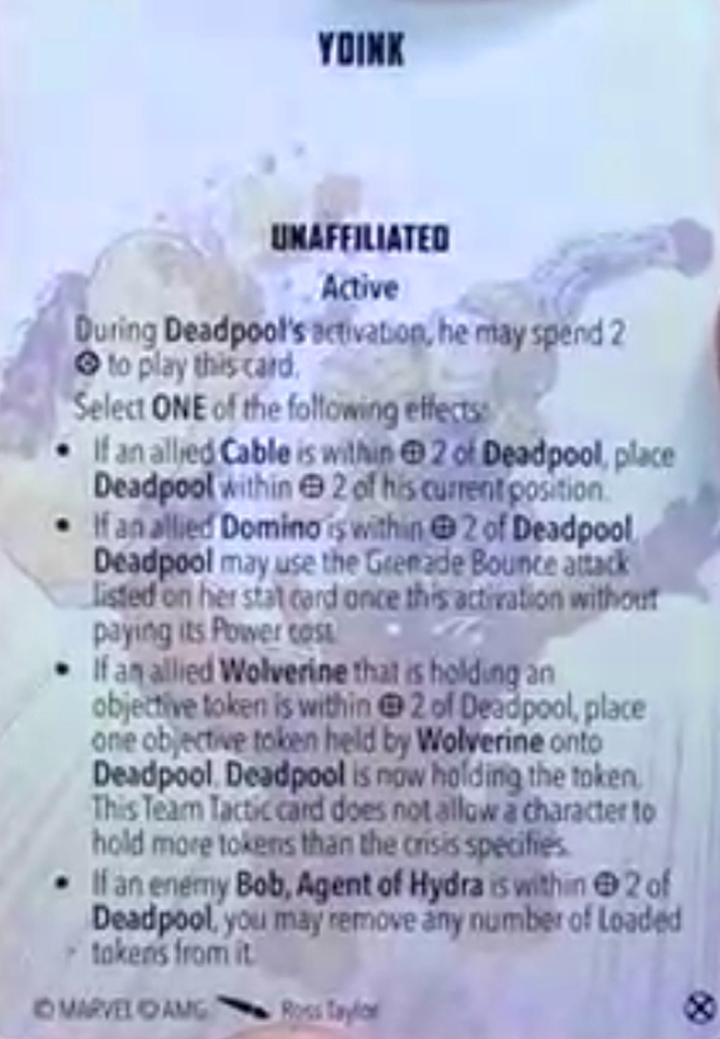 YOINK
UNAFFILIATED
Active
During Deadpool's activation, he may spend 2
to play this card.
Select ONE of the following effects:
• If an allied Cable is within 2 of Deadpool, place
Deadpool within 2 of his current position.
• If an allied Domino is within 2 of Deadpool,
Deadpool may use the Grenade Bounce attack
listed on her stat card once this activation without
paying its Power cost.
• If an allied Wolverine that is holding an
objective token is within 2 of Deadpool, place
one objective token held by Wolverine onto
Deadpool. Deadpool is now holding the token.
This Team Tactic card does not allow a character to
hold more tokens than the crisis specifies.
• If an enemy Bob, Agent of Hydra is within 2 of
Deadpool, you may remove any number of Loaded
tokens from it.
© MARVEL © AMG Ross Taylor